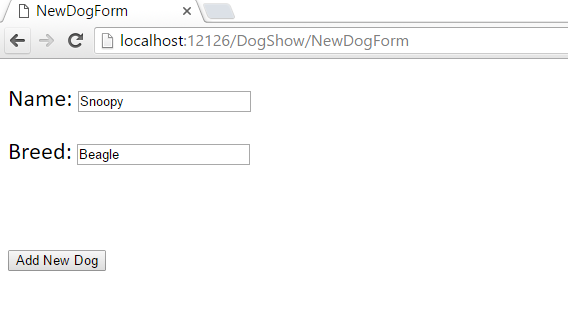 NewDogForm
localhost:12126/DogShow/NewDogForm
Name: Snoopy
Breed: Beagle
Add New Dog